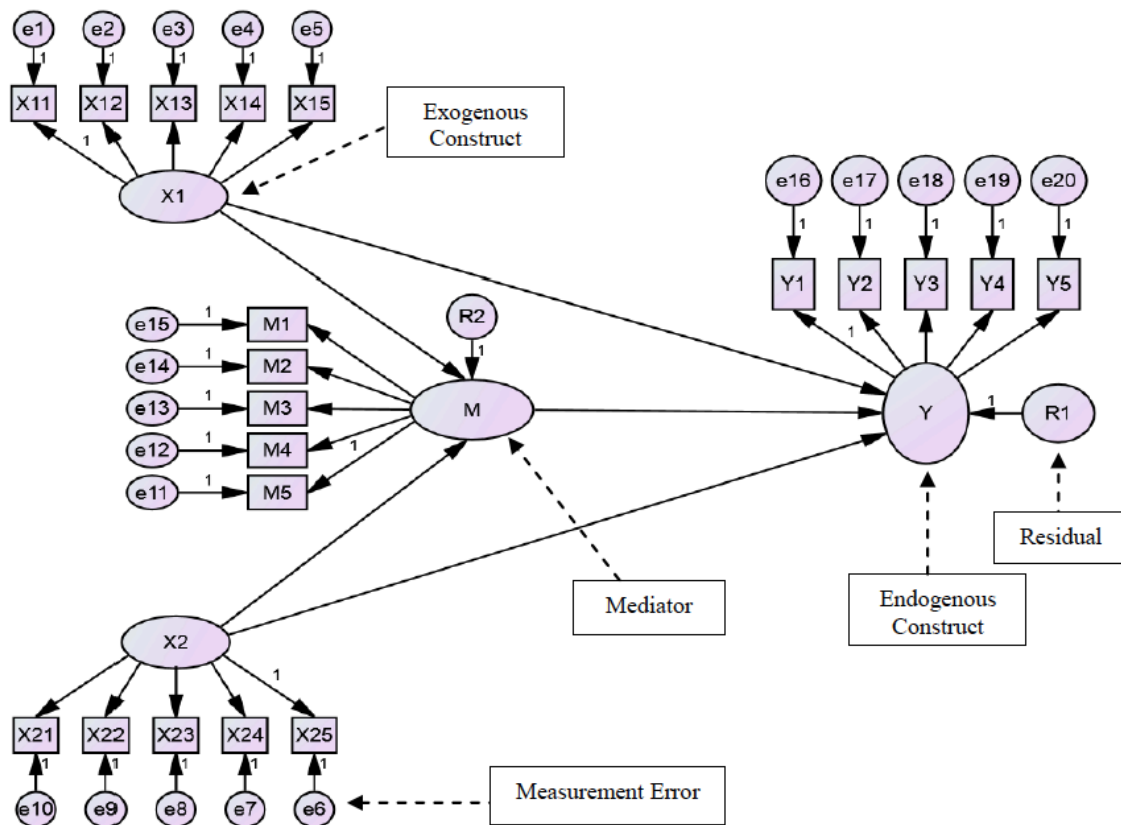 e1 e2 e3 e4 e5
1 1 1 1 1
X11 X12 X13 X14 X15
1
X1
Exogenous
Construct
e16 e17 e18 e19 e20
1 1 1 1 1
Y1 Y2 Y3 Y4 Y5
1
e15 1 M1
e14 1 M2
e13 1 M3
e12 1 M4
e11 1 M5
1
R2
1
M
Y
1
R1
Residual
Mediator
Endogenous
Construct
X2
1
X21 X22 X23 X24 X25
1 1 1 1 1
e10 e9 e8 e7 e6
Measurement Error